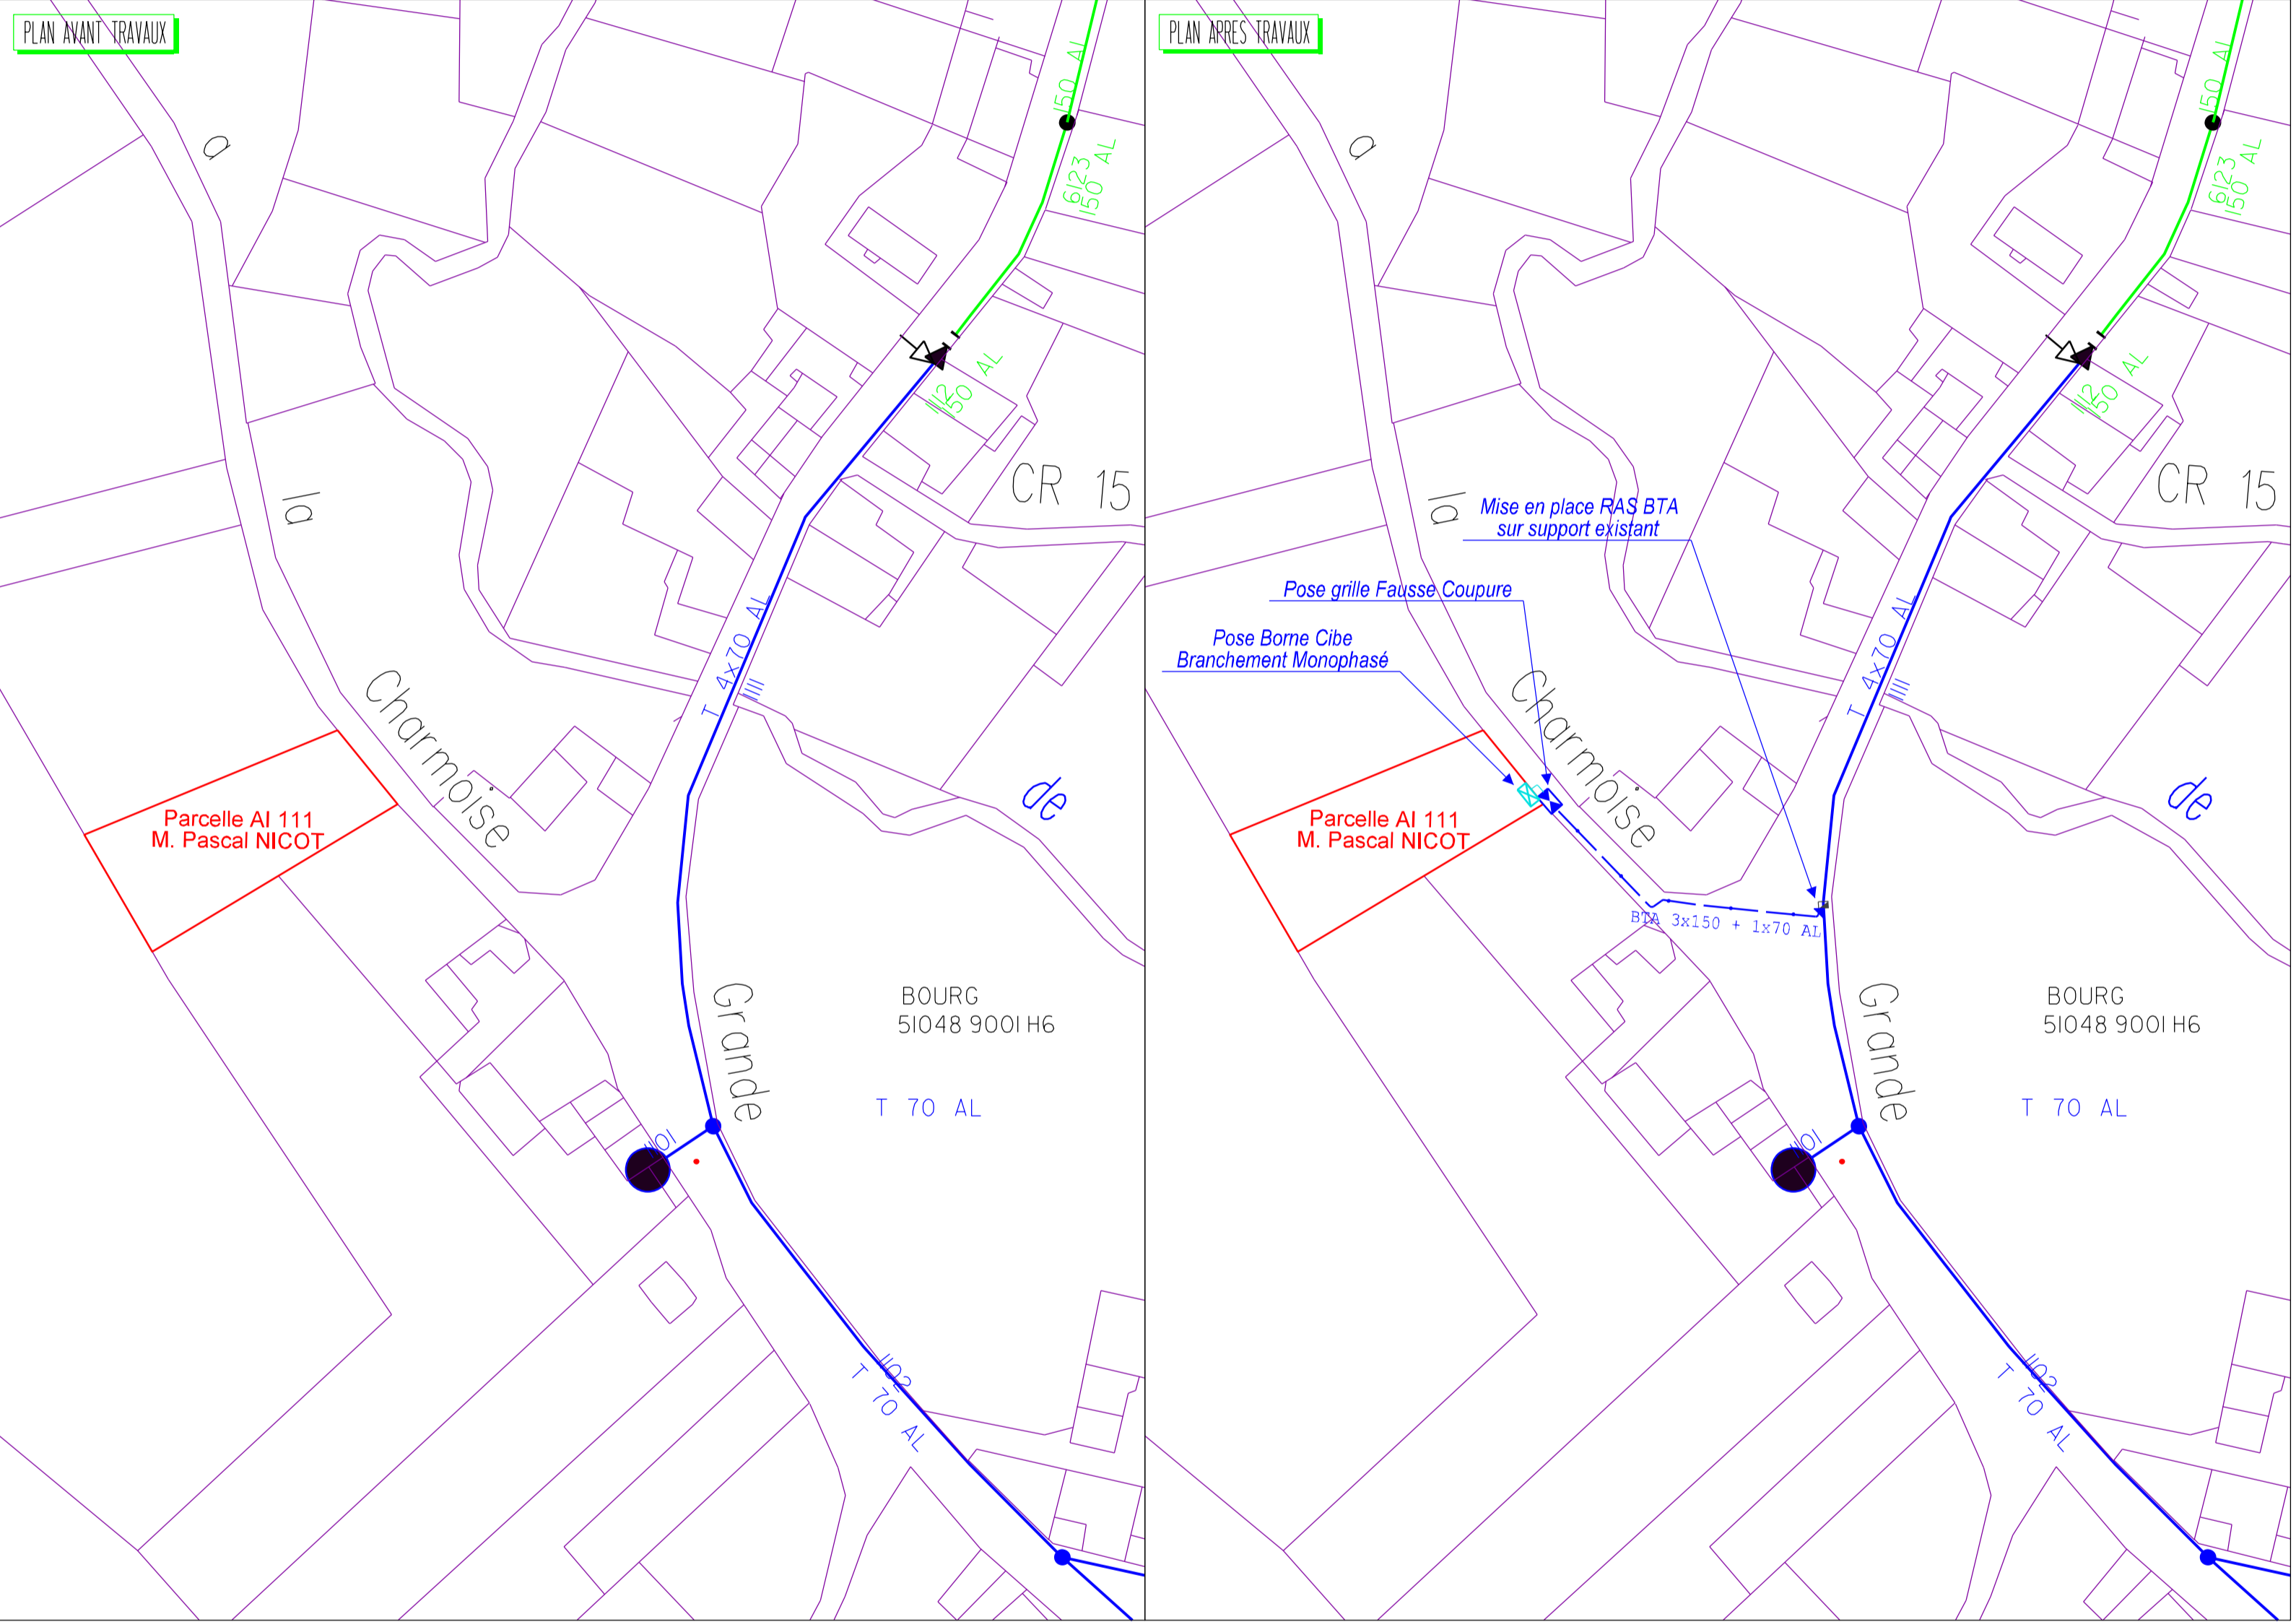 PLAN AVANT TRAVAUX
a
150 AL
6123
150 AL
112
150 AL
CR 15
la
T 4x70 AL
1111
Charmoise
de
Parcelle AI 111
M. Pascal NICOT
Grande
BOURG
51048 9001 H6
T 70 AL
1101
1102
T 70 AL
PLAN APRES TRAVAUX
a
150 AL
6123
150 AL
112
150 AL
CR 15
la
Mise en place RAS BTA
sur support existant
Pose grille Fausse Coupure
Pose Borne Cibe
Branchement Monophasé
T 4x70 AL
1111
Charmoise
de
Parcelle AI 111
M. Pascal NICOT
BTA 3x150 + 1x70 AL
Grande
BOURG
51048 9001 H6
T 70 AL
1101
1102
T 70 AL